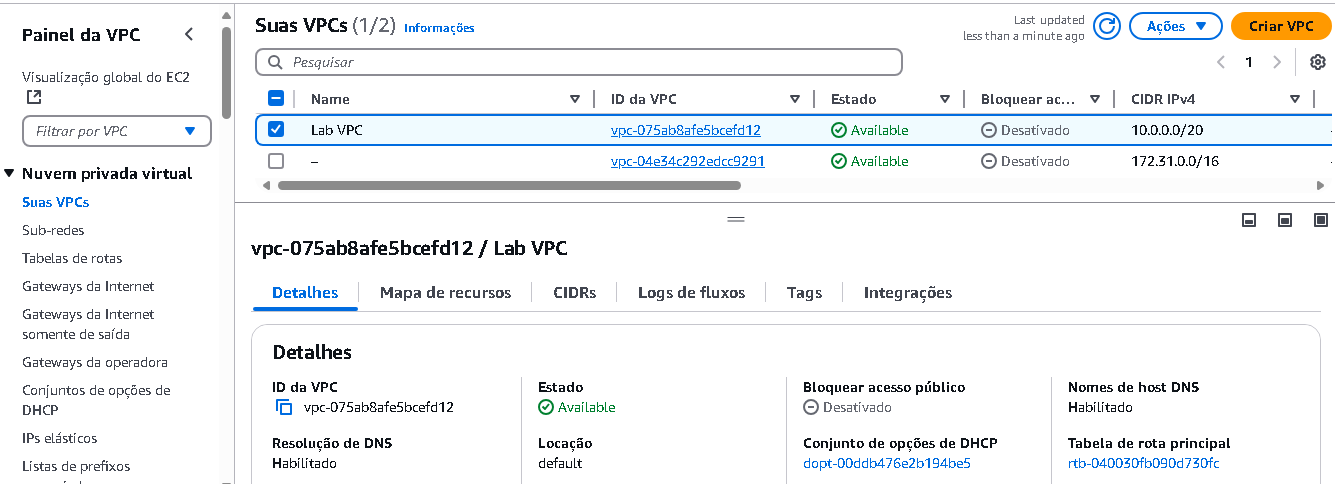 Painel da VPC
Visualização global do EC2
Filtrar por VPC
Nuvem privada virtual
Suas VPCs
Sub-redes
Tabelas de rotas
Gateways da Internet
Gateways da Internet
somente de saída
Gateways da operadora
Conjuntos de opções de
DHCP
IPs elásticos
Listas de prefixos
Suas VPCs (1/2) Informações
Last updated
less than a minute ago
Ações
Criar VPC
Pesquisar
1
Name ID da VPC Estado Bloquear ac... CIDR IPv4
Lab VPC vpc-075ab8afe5bcefd12 Available Desativado 10.0.0.0/20
– vpc-04e34c292edcc9291 Available Desativado 172.31.0.0/16
vpc-075ab8afe5bcefd12 / Lab VPC
Detalhes Mapa de recursos CIDRs Logs de fluxos Tags Integrações
Detalhes
ID da VPC Estado Bloquear acesso público Nomes de host DNS
vpc-075ab8afe5bcefd12 Available Desativado Habilitado
Resolução de DNS Locação Conjunto de opções de DHCP Tabela de rota principal
Habilitado default dopt-00ddb476e2b194be5 rtb-040030fb090d730fc